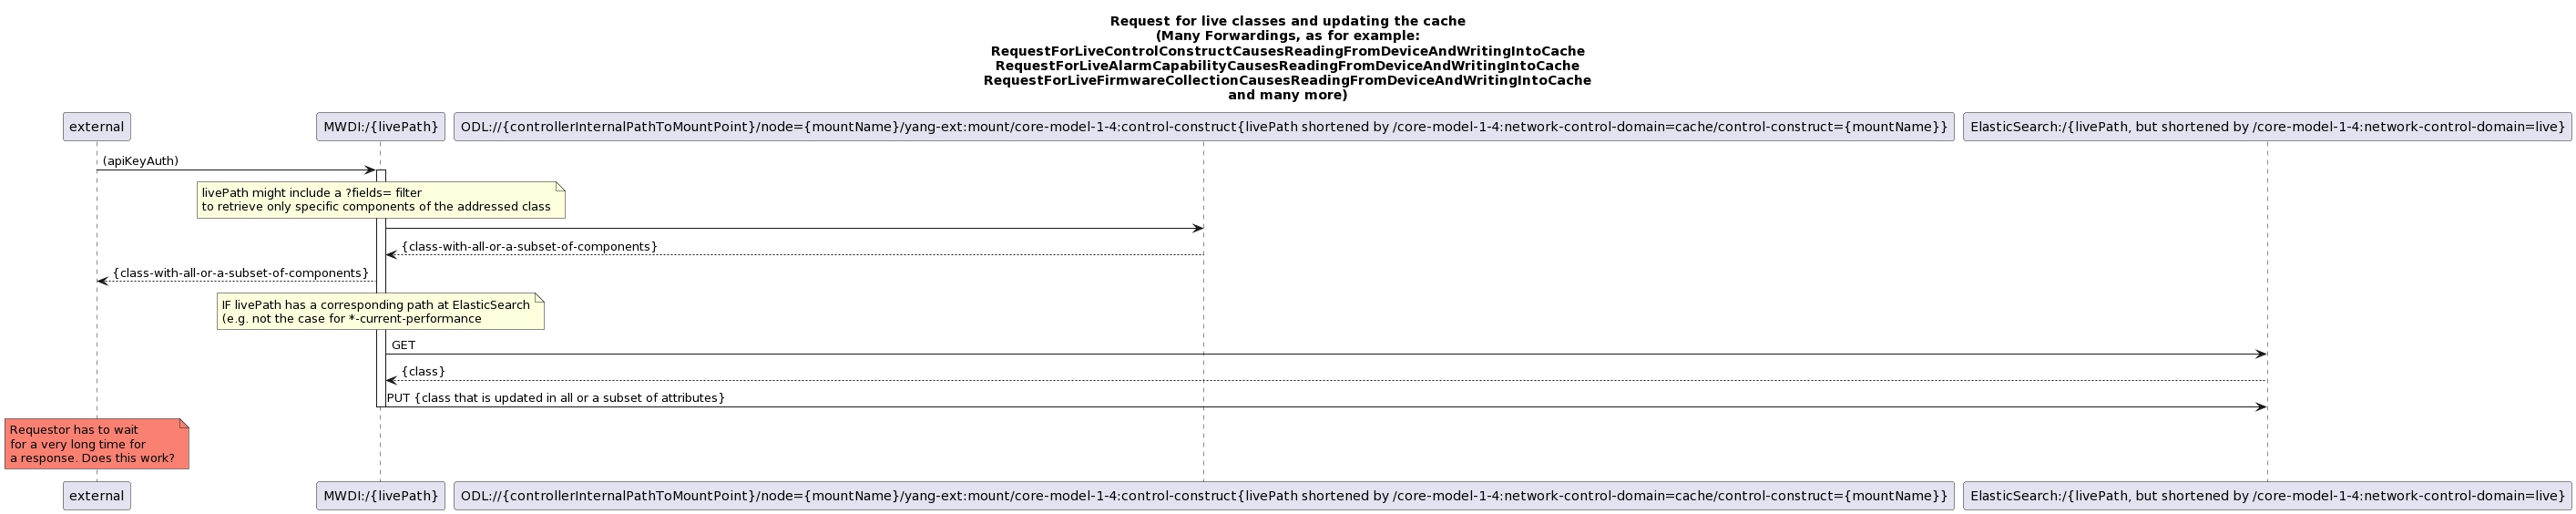 Request for live classes and updating the cache
(Many Forwardings, as for example:
RequestForLiveControlConstructCausesReadingFromDeviceAndWritingIntoCache
RequestForLiveAlarmCapabilityCausesReadingFromDeviceAndWritingIntoCache
RequestForLiveFirmwareCollectionCausesReadingFromDeviceAndWritingIntoCache
and many more)
external
MWDI:/{livePath}
ODL://{controllerInternalPathToMountPoint}/node={mountName}/yang-ext:mount/core-model-1-4:control-construct{livePath shortened by /core-model-1-4:network-control-domain=cache/control-construct={mountName}}
ElasticSearch:/{livePath, but shortened by /core-model-1-4:network-control-domain=live}
(apiKeyAuth)
livePath might include a ?fields= filter
to retrieve only specific components of the addressed class
{class-with-all-or-a-subset-of-components}
{class-with-all-or-a-subset-of-components}
IF livePath has a corresponding path at ElasticSearch
(e.g. not the case for *-current-performance
GET
{class}
PUT {class that is updated in all or a subset of attributes}
Requestor has to wait
for a very long time for
a response. Does this work?
external
MWDI:/{livePath}
ODL://{controllerInternalPathToMountPoint}/node={mountName}/yang-ext:mount/core-model-1-4:control-construct{livePath shortened by /core-model-1-4:network-control-domain=cache/control-construct={mountName}}
ElasticSearch:/{livePath, but shortened by /core-model-1-4:network-control-domain=live}